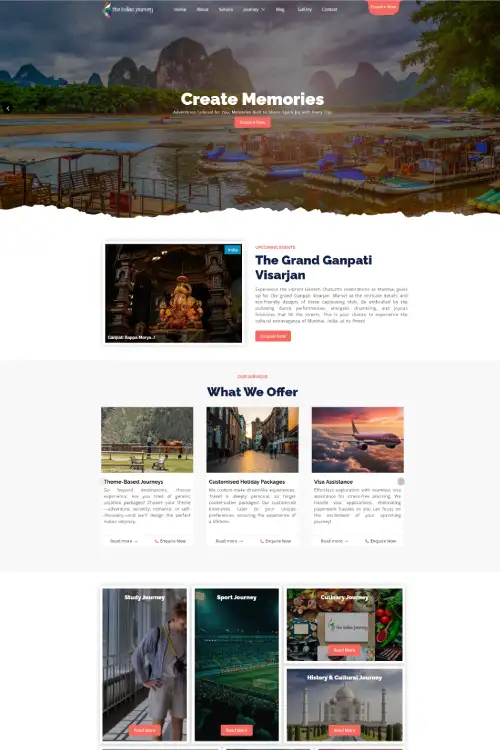 the indian journey
Home About Service Journey Blog Gallery Contact
Enquire Now
Create Memories
Adventures Tailored for You, Memories Built to Share: Spark Joy with Every Trip.
Enquire Now
India
Ganpati Bappa Morya..!
UPCOMING EVENTS
The Grand Ganpati
Visarjan
Experience the vibrant Ganesh Chaturthi celebrations as Mumbai gears
up for the grand Ganpati Visarjan. Marvel at the intricate details and
eco-friendly designs of these captivating idols. Be enthralled by the
pulsating dance performances, energetic drumming, and joyous
festivities that fill the streets. This is your chance to experience the
cultural extravaganza of Mumbai, India, at its finest!
Enquire Now
OUR SERVICES
What We Offer
Theme-Based Journeys
Go beyond destinations, choose
experience. Are you tired of generic
vacation packages? Choose your theme
—adventure, serenity, romance, or self-
discovery—and we'll design the perfect
Indian odyssey.
Read more → Enquire Now
Customised Holiday Packages
We custom-make dream-like experiences.
Travel is deeply personal, so forget
cookie-cutter packages. Our customised
itineraries cater to your unique
preferences, ensuring the experience of
a lifetime.
Read more → Enquire Now
Visa Assistance
Effortless exploration with seamless visa
assistance for stress-free planning. We
handle visa applications, eliminating
paperwork hassles, so you can focus on
the excitement of your upcoming
journey!
Read more → Enquire Now
Study Journey
Read More
Sport Journey
Read More
Culinary Journey
the indian journey
Read More
History & Cultural Journey
Read More